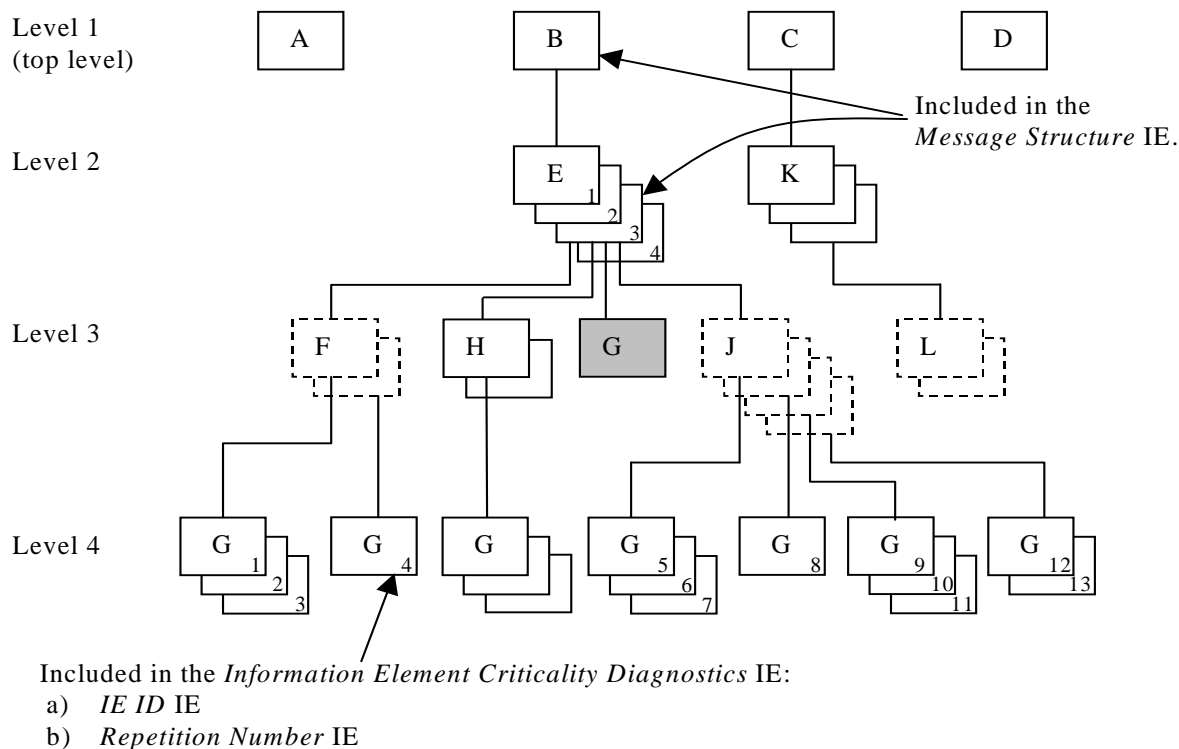 Level 1
(top level)
A
B
C
D
Included in the
Message Structure IE.
Level 2
E
1
2
3
4
K
Level 3
F
H
G
J
L
Level 4
G
1
2
3
G
4
G
G
5
6
7
G
8
G
9
10
11
G
12
13
Included in the Information Element Criticality Diagnostics IE:
a) IE ID IE
b) Repetition Number IE